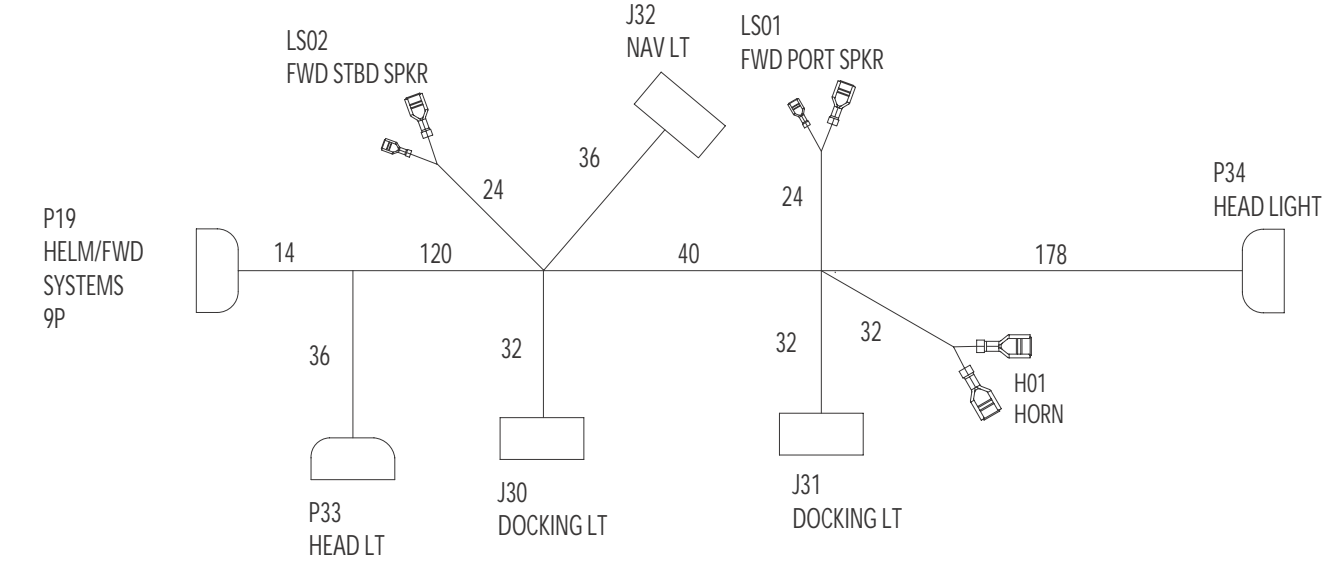 J32
NAV LT
LS01
FWD PORT SPKR
LS02
FWD STBD SPKR
36
P34
HEAD LIGHT
24
24
P19
HELM/FWD
SYSTEMS
9P
14
120
40
178
36
32
32
32
H01
HORN
J30
DOCKING LT
J31
DOCKING LT
P33
HEAD LT